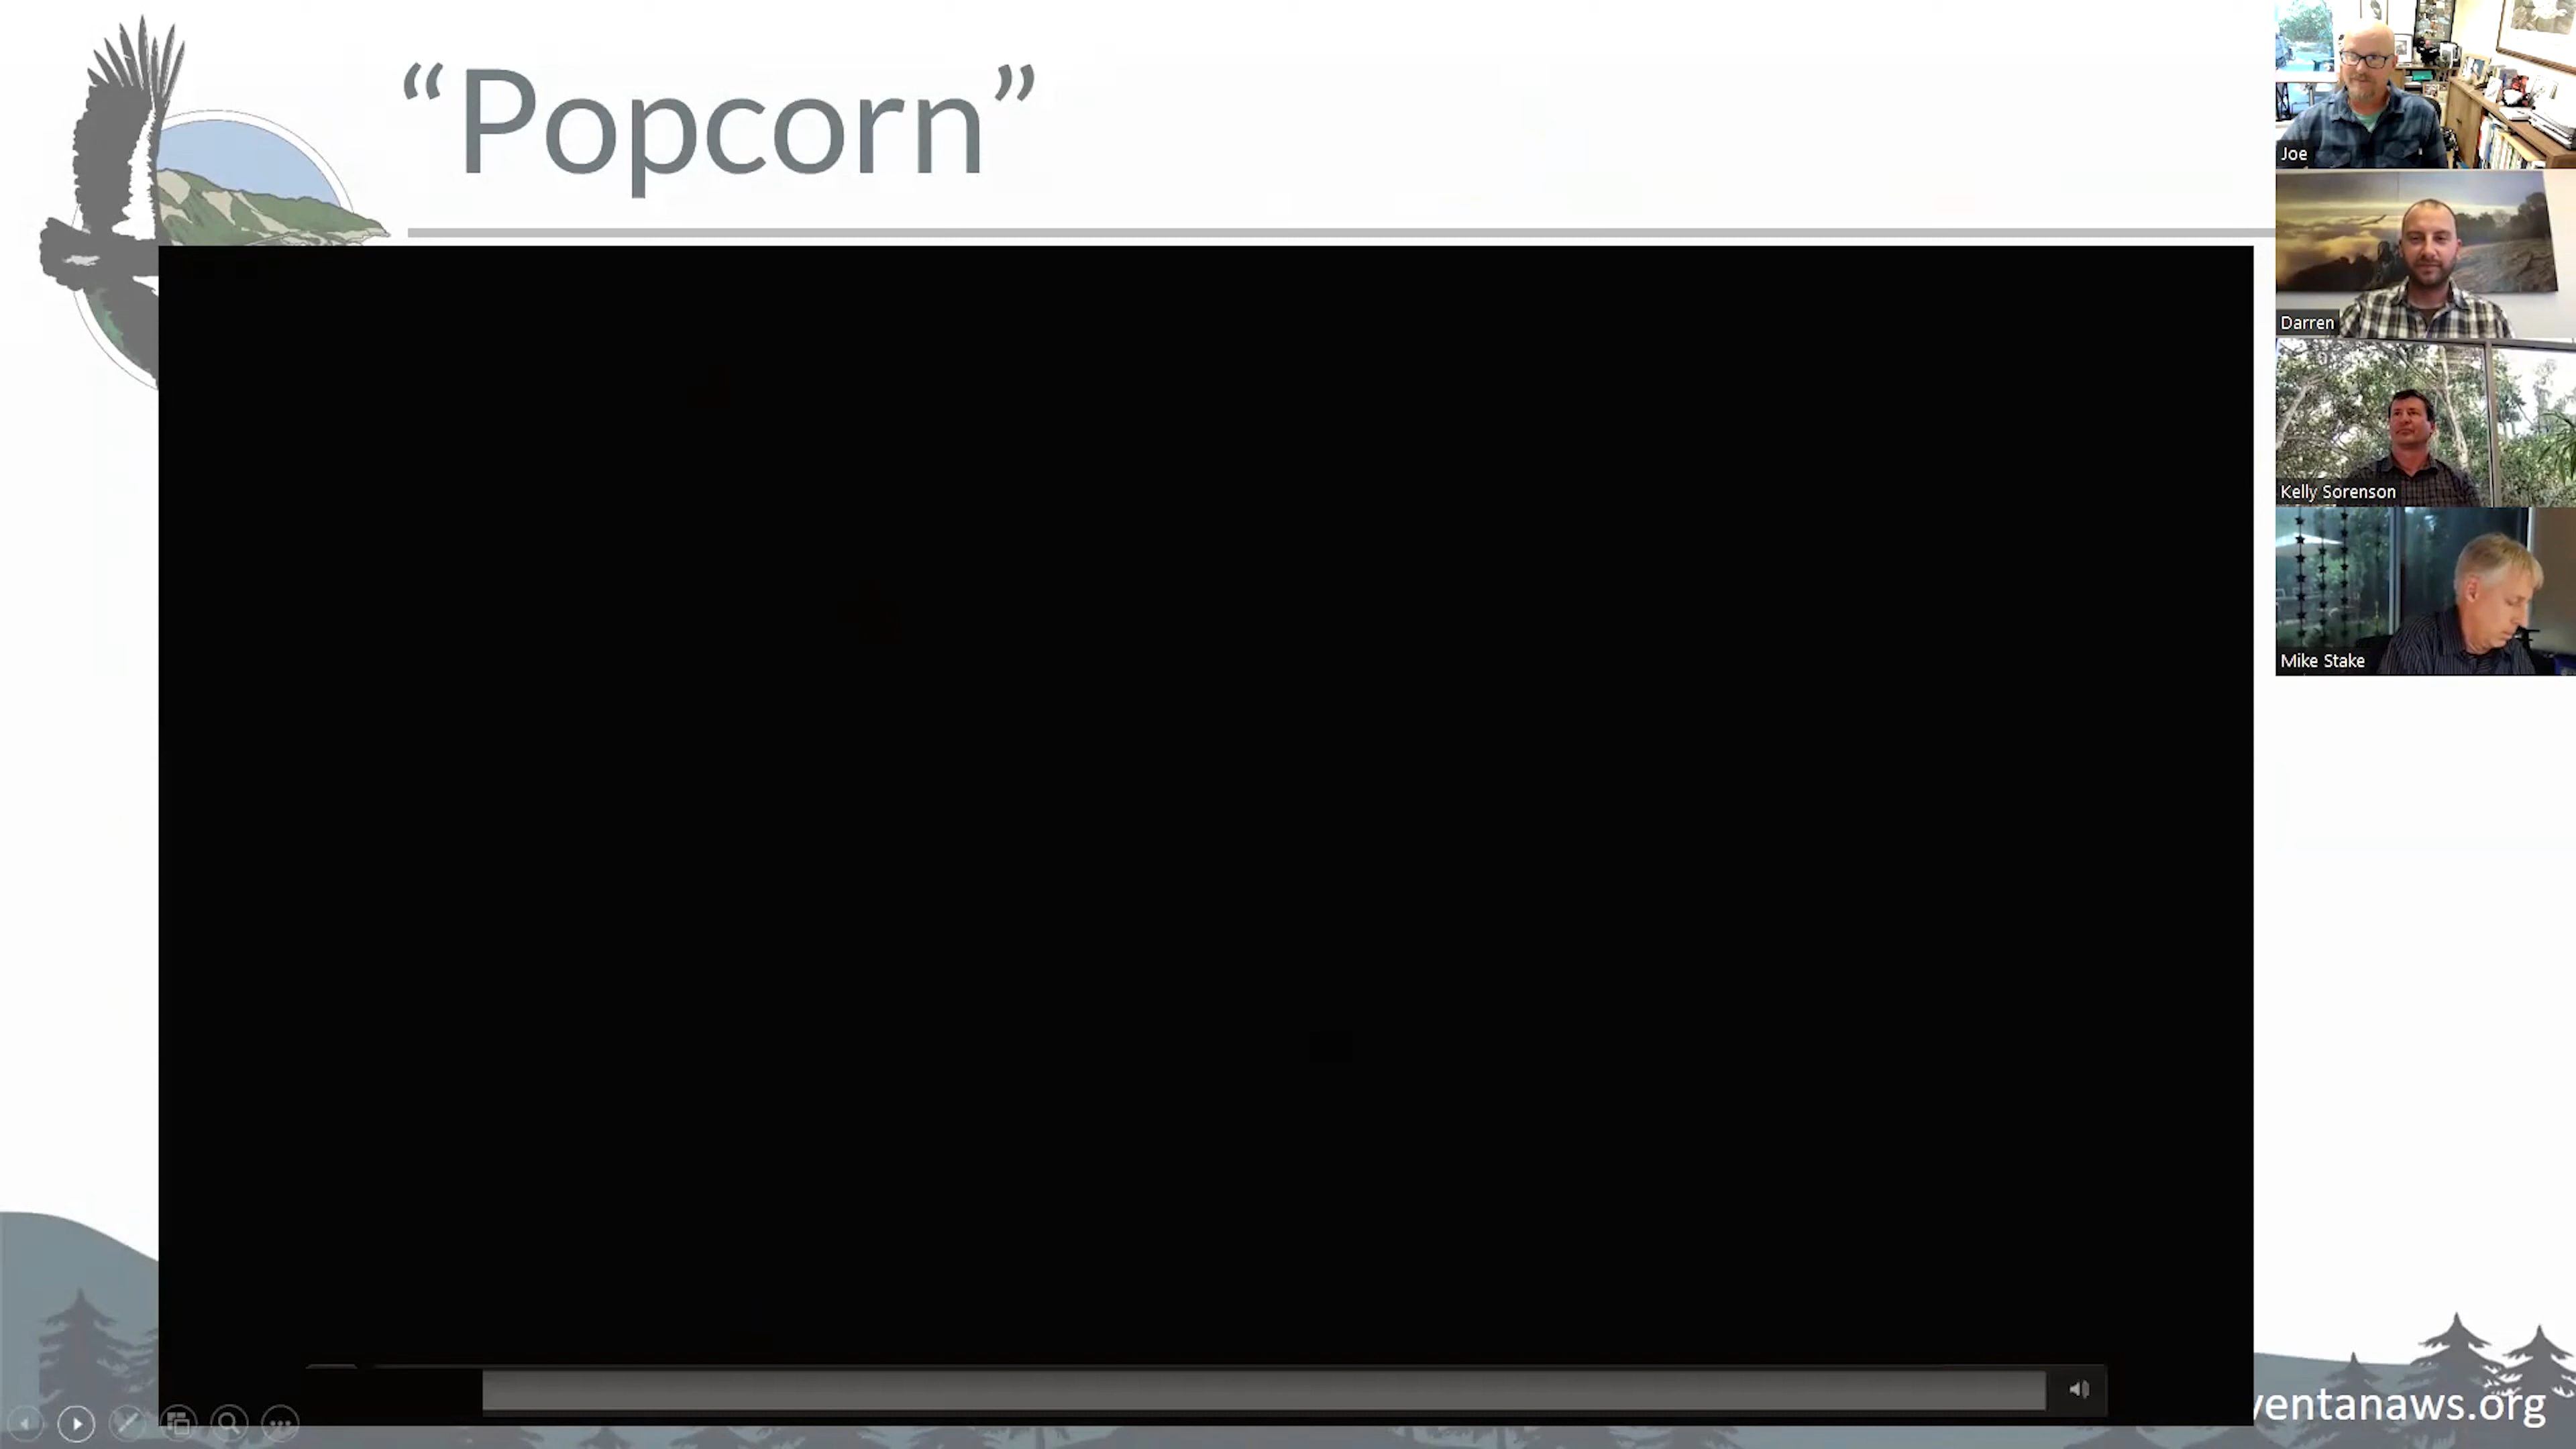 “Popcorn”
Joe
Darren
Kelly Sorenson
Mike Stake
ventanaws.org